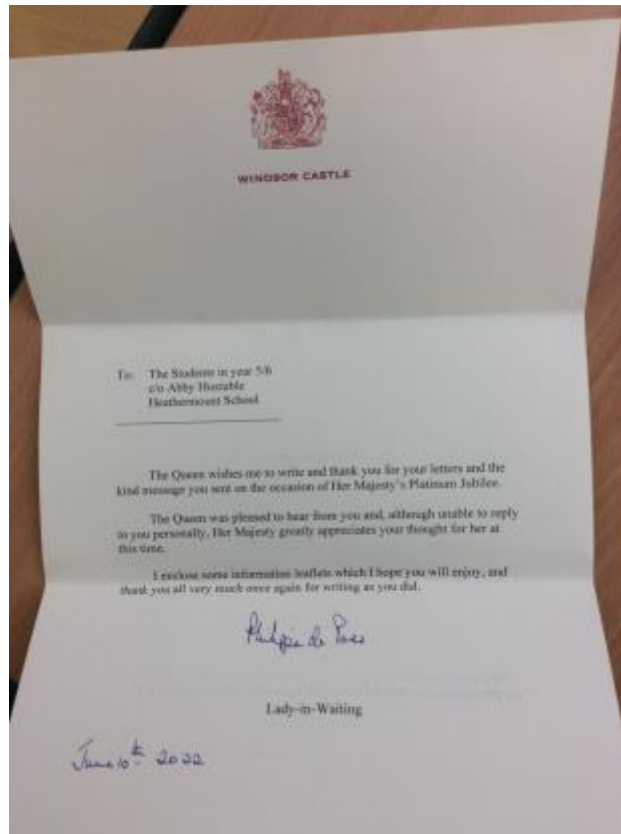 WINDSOR CASTLE
To: The Students in year 5/6
c/o Abby
Heathermount School
The Queen wishes me to write and thank you for your letters and the
kind message you sent on the occasion of Her Majesty's Platinum Jubilee.
The Queen was pleased to hear from you and, although unable to reply
to you personally, Her Majesty greatly appreciates your thought for her at
this time.
I enclose some information leaflets which I hope you will enjoy, and
thank you all very much once again for writing as you did.
de
Lady-in-Waiting
June 10th 2022